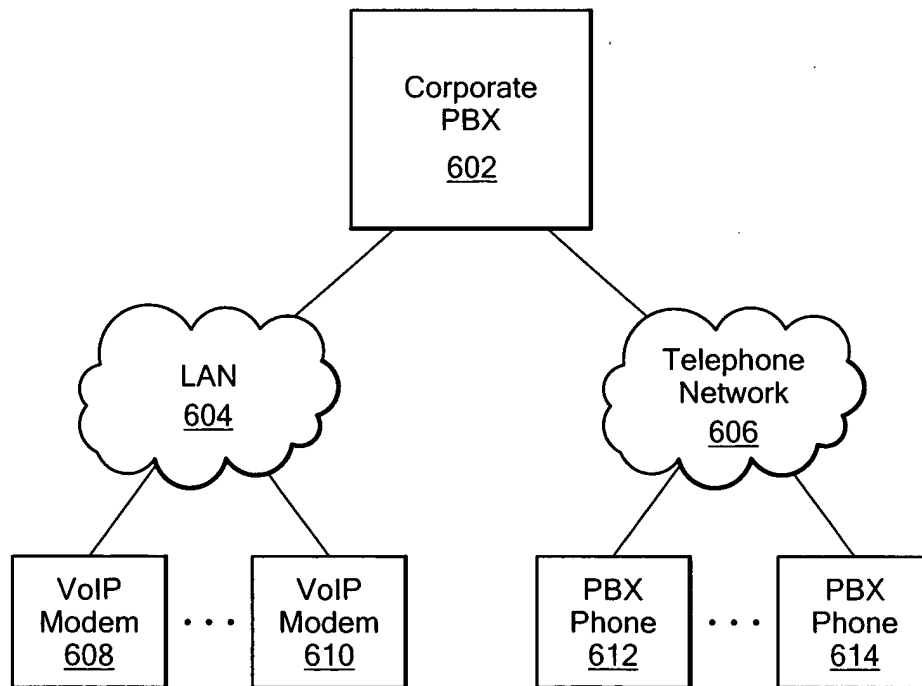 Corporate
PBX
602
LAN
604
Telephone
Network
606
VoIP
Modem
608
VoIP
Modem
610
PBX
Phone
612
PBX
Phone
614